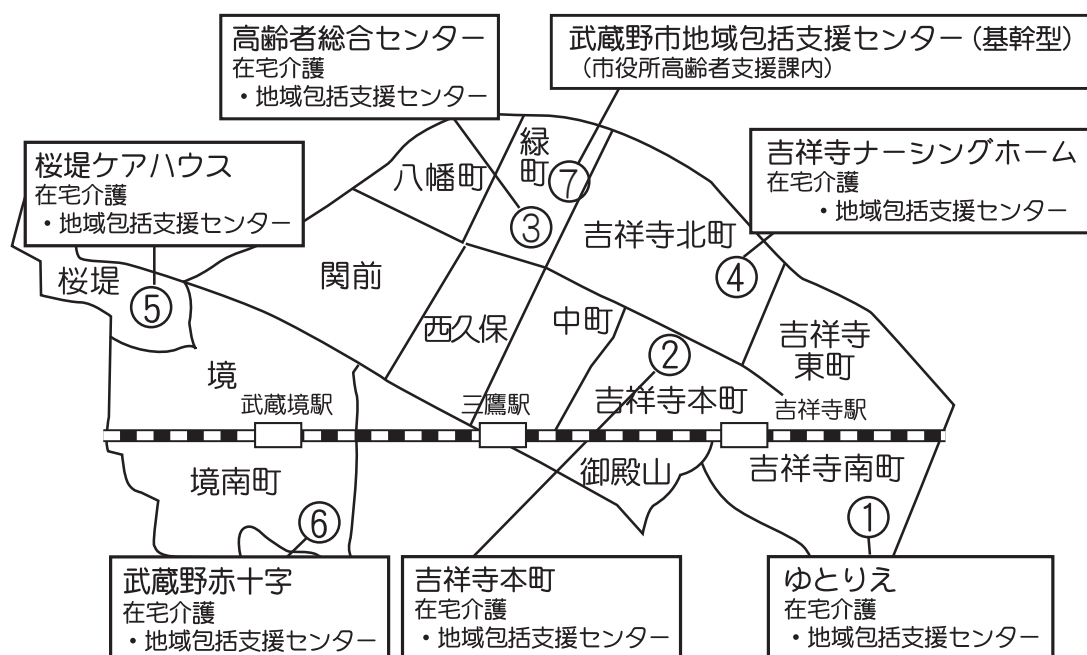 高齢者総合センター
在宅介護
・地域包括支援センター
武蔵野市地域包括支援センター(基幹型)
(市役所高齢者支援課内)
桜堤ケアハウス
在宅介護
・地域包括支援センター
吉祥寺ナーシングホーム
在宅介護
・地域包括支援センター
緑
町
八幡町
⑦
③
吉祥寺北町
④
桜堤
⑤
関前
西久保
中町
②
吉祥寺
東町
境
武蔵境駅
三鷹駅
吉祥寺本町
吉祥寺駅
境南町
御殿山
吉祥寺南町
⑥
①
武蔵野赤十字
在宅介護
・地域包括支援センター
吉祥寺本町
在宅介護
・地域包括支援センター
ゆとりえ
在宅介護
・地域包括支援センター